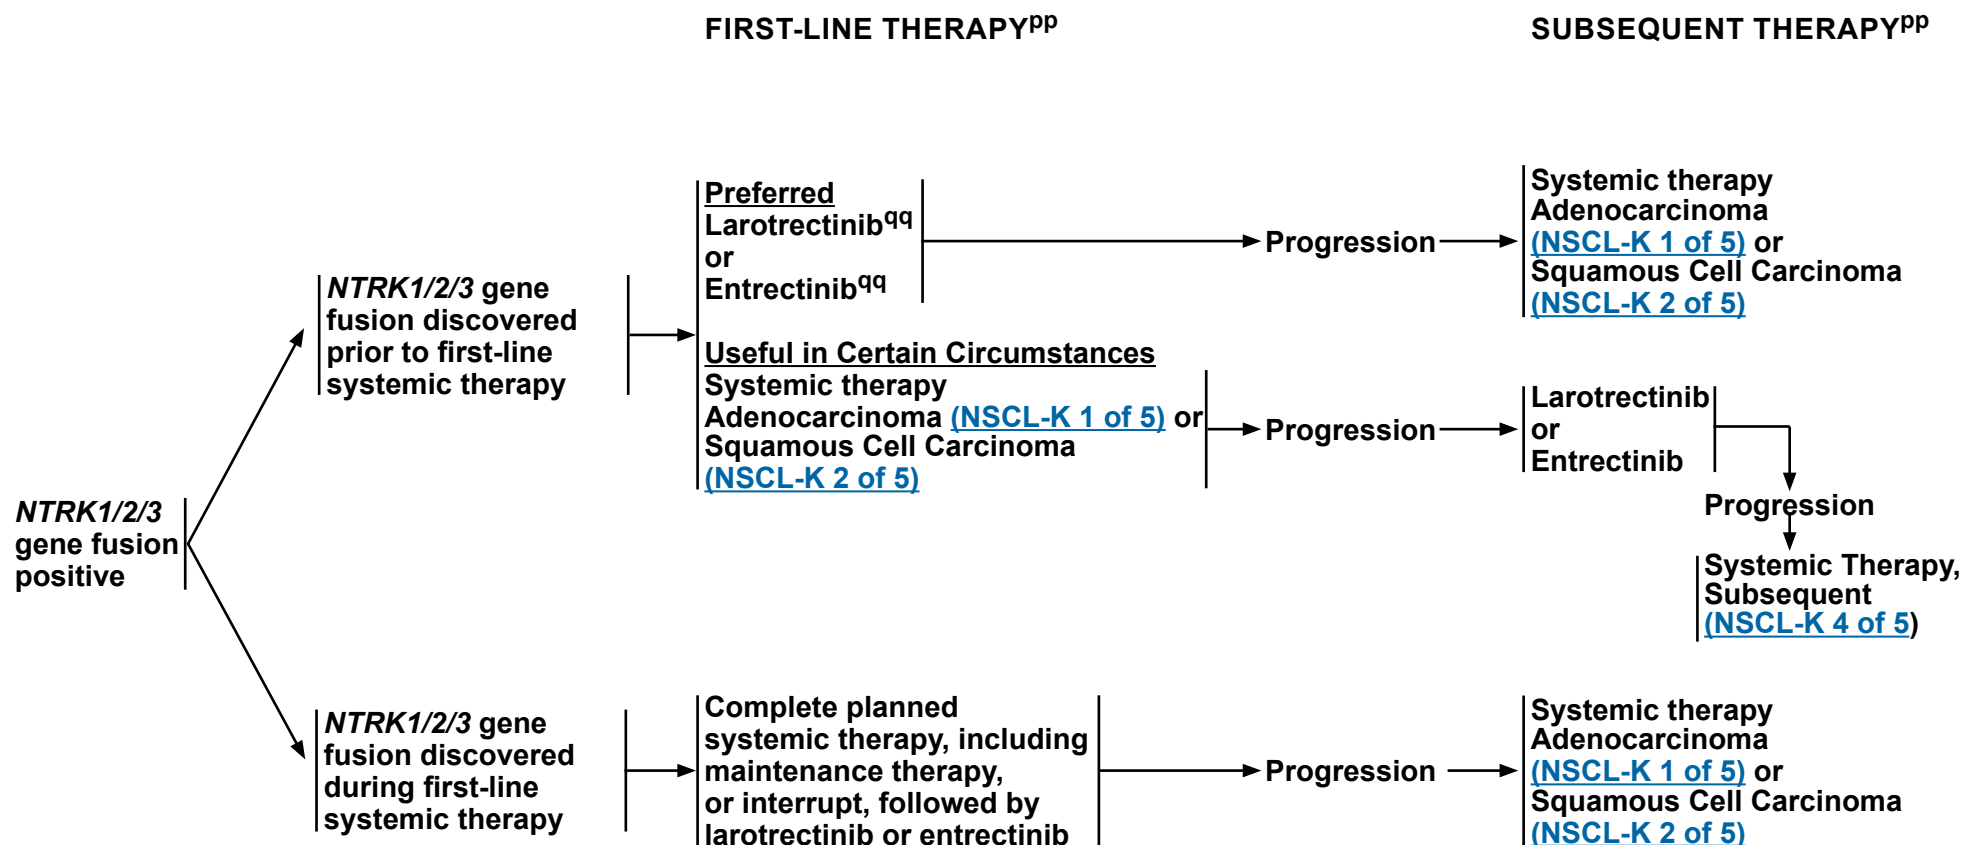 FIRST-LINE THERAPYpp
SUBSEQUENT THERAPYpp
NTRK1/2/3
gene fusion
positive
NTRK1/2/3 gene
fusion discovered
prior to first-line
systemic therapy
Preferred
Larotrectinibqq
or
Entrectinibqq
Useful in Certain Circumstances
Systemic therapy
Adenocarcinoma (NSCL-K 1 of 5) or
Squamous Cell Carcinoma
(NSCL-K 2 of 5)
Progression
Systemic therapy
Adenocarcinoma
(NSCL-K 1 of 5) or
Squamous Cell Carcinoma
(NSCL-K 2 of 5)
Progression
Larotrectinib
or
Entrectinib
Progression
Systemic Therapy,
Subsequent
(NSCL-K 4 of 5)
NTRK1/2/3 gene
fusion discovered
during first-line
systemic therapy
Complete planned
systemic therapy, including
maintenance therapy,
or interrupt, followed by
larotrectinib or entrectinib
Progression
Systemic therapy
Adenocarcinoma
(NSCL-K 1 of 5) or
Squamous Cell Carcinoma
(NSCL-K 2 of 5)